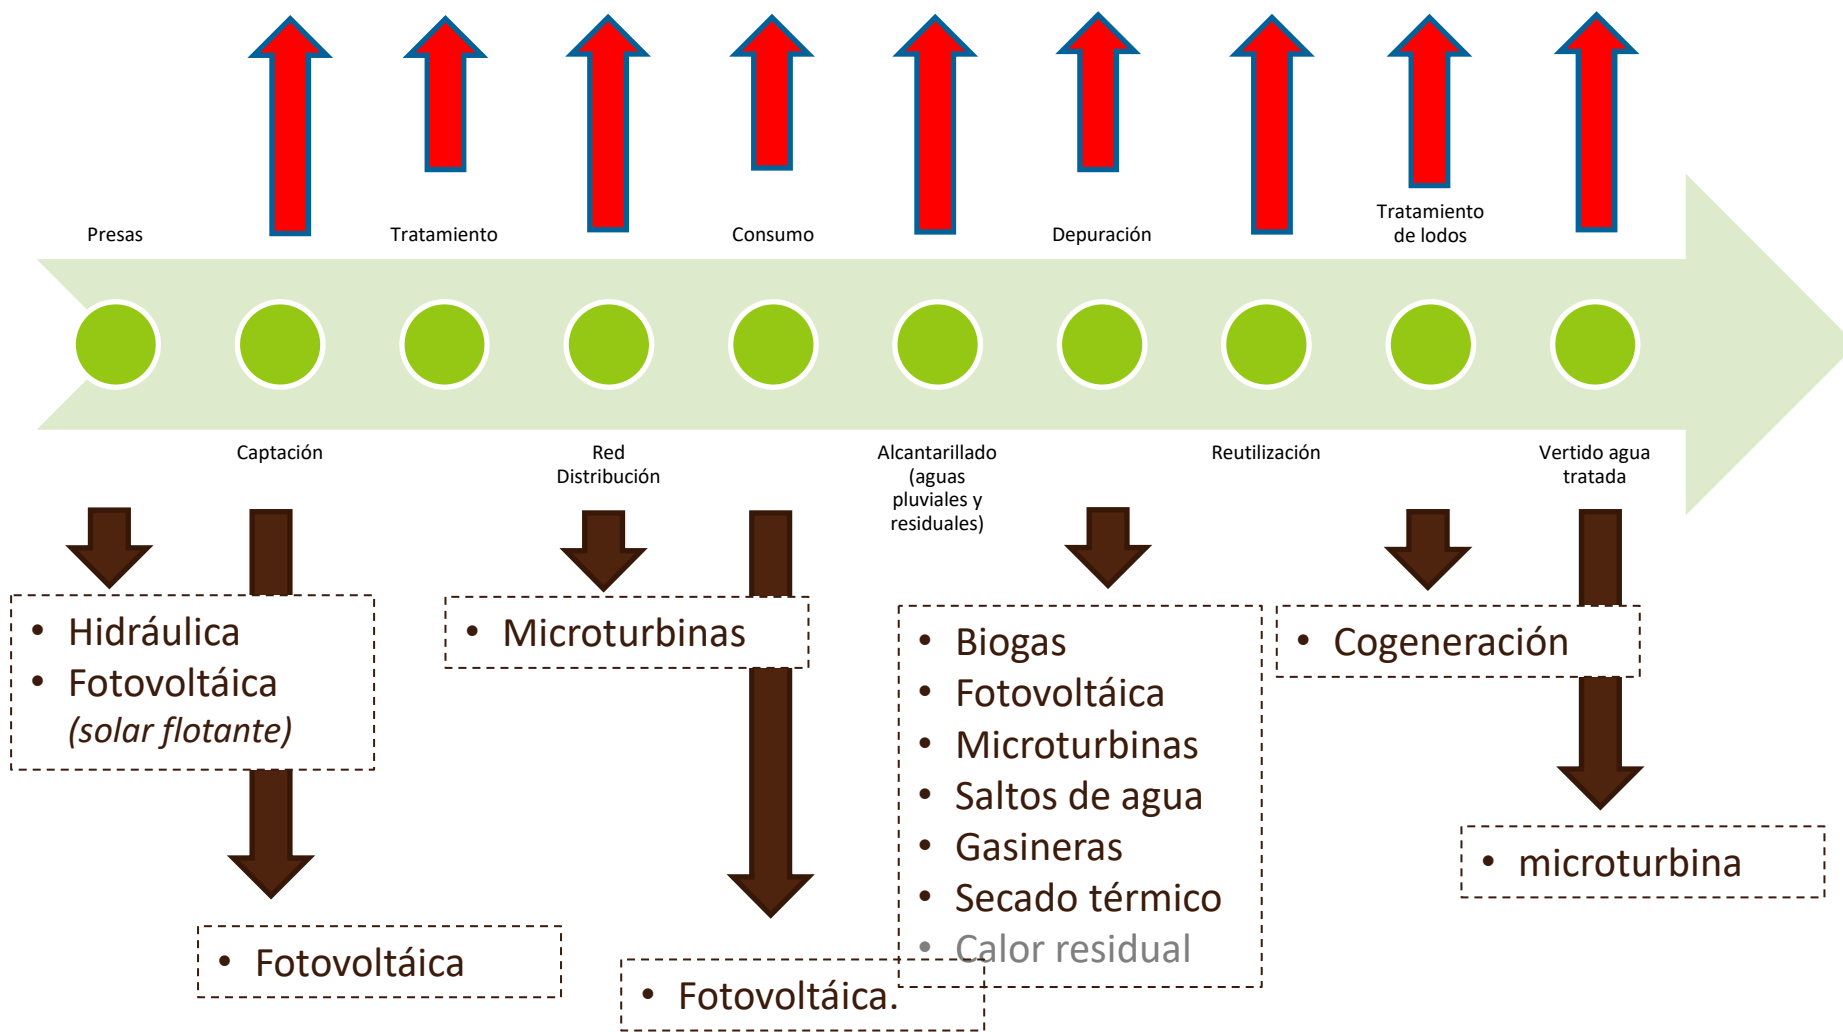 Presas
Tratamiento
Consumo
Depuración
Tratamiento
de lodos
Captación
Red
Distribución
Alcantarillado
(aguas
pluviales y
residuales)
Reutilización
Vertido agua
tratada
• Hidráulica
• Fotovoltáica
(solar flotante)
• Fotovoltáica
• Microturbinas
• Fotovoltáica.
• Biogas
• Fotovoltáica
• Microturbinas
• Saltos de agua
• Gasineras
• Secado térmico
• Calor residual
• Cogeneración
• microturbina